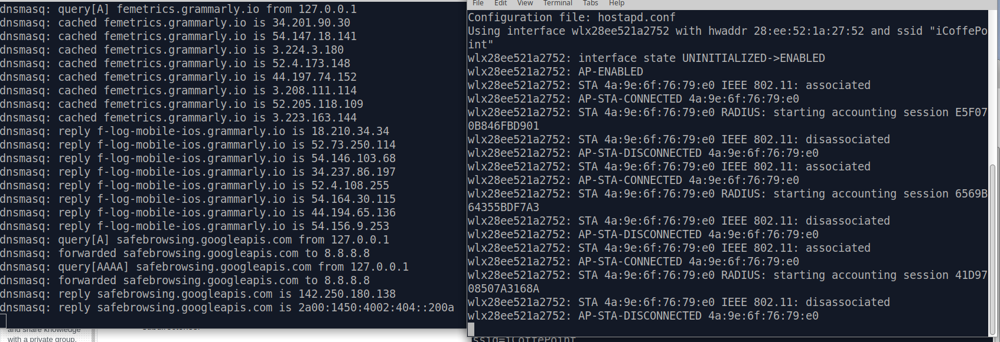 dnsmasq: query[A] femetrics.grammarly.io from 127.0.0.1
dnsmasq: cached femetrics.grammarly.io is 34.201.90.30
dnsmasq: cached femetrics.grammarly.io is 54.147.18.141
dnsmasq: cached femetrics.grammarly.io is 3.224.3.180
dnsmasq: cached femetrics.grammarly.io is 52.4.173.148
dnsmasq: cached femetrics.grammarly.io is 44.197.74.152
dnsmasq: cached femetrics.grammarly.io is 3.208.111.114
dnsmasq: cached femetrics.grammarly.io is 52.205.118.109
dnsmasq: cached femetrics.grammarly.io is 3.223.163.144
dnsmasq: reply f-log-mobile-ios.grammarly.io is 18.210.34.34
dnsmasq: reply f-log-mobile-ios.grammarly.io is 52.73.250.114
dnsmasq: reply f-log-mobile-ios.grammarly.io is 54.146.103.68
dnsmasq: reply f-log-mobile-ios.grammarly.io is 34.237.86.197
dnsmasq: reply f-log-mobile-ios.grammarly.io is 52.4.108.255
dnsmasq: reply f-log-mobile-ios.grammarly.io is 54.164.30.115
dnsmasq: reply f-log-mobile-ios.grammarly.io is 44.194.65.136
dnsmasq: reply f-log-mobile-ios.grammarly.io is 54.156.9.253
dnsmasq: query[A] safebrowsing.googleapis.com from 127.0.0.1
dnsmasq: forwarded safebrowsing.googleapis.com to 8.8.8.8
dnsmasq: query[AAAA] safebrowsing.googleapis.com from 127.0.0.1
dnsmasq: forwarded safebrowsing.googleapis.com to 8.8.8.8
dnsmasq: reply safebrowsing.googleapis.com is 142.250.180.138
dnsmasq: reply safebrowsing.googleapis.com is 2a00:1450:4002:404::200a
and share knowledge
with a private group.
File Edit View Terminal Tabs Help
Configuration file: hostapd.conf
Using interface wlx28ee521a2752 with hwaddr 28:ee:52:1a:27:52 and ssid "iCoffePo
int"
wlx28ee521a2752: interface state UNINITIALIZED->ENABLED
wlx28ee521a2752: AP-ENABLED
wlx28ee521a2752: STA 4a:9e:6f:76:79:e0 IEEE 802.11: associated
wlx28ee521a2752: AP-STA-CONNECTED 4a:9e:6f:76:79:e0
wlx28ee521a2752: STA 4a:9e:6f:76:79:e0 RADIUS: starting accounting session E5F07
0B846FBD901
wlx28ee521a2752: STA 4a:9e:6f:76:79:e0 IEEE 802.11: disassociated
wlx28ee521a2752: AP-STA-DISCONNECTED 4a:9e:6f:76:79:e0
wlx28ee521a2752: STA 4a:9e:6f:76:79:e0 IEEE 802.11: associated
wlx28ee521a2752: AP-STA-CONNECTED 4a:9e:6f:76:79:e0
wlx28ee521a2752: STA 4a:9e:6f:76:79:e0 RADIUS: starting accounting session 6569B
64355BDF7A3
wlx28ee521a2752: STA 4a:9e:6f:76:79:e0 IEEE 802.11: disassociated
wlx28ee521a2752: AP-STA-DISCONNECTED 4a:9e:6f:76:79:e0
wlx28ee521a2752: STA 4a:9e:6f:76:79:e0 IEEE 802.11: associated
wlx28ee521a2752: AP-STA-CONNECTED 4a:9e:6f:76:79:e0
wlx28ee521a2752: STA 4a:9e:6f:76:79:e0 RADIUS: starting accounting session 41D97
08507A3168A
wlx28ee521a2752: STA 4a:9e:6f:76:79:e0 IEEE 802.11: disassociated
wlx28ee521a2752: AP-STA-DISCONNECTED 4a:9e:6f:76:79:e0
ssid=iCoffePoint